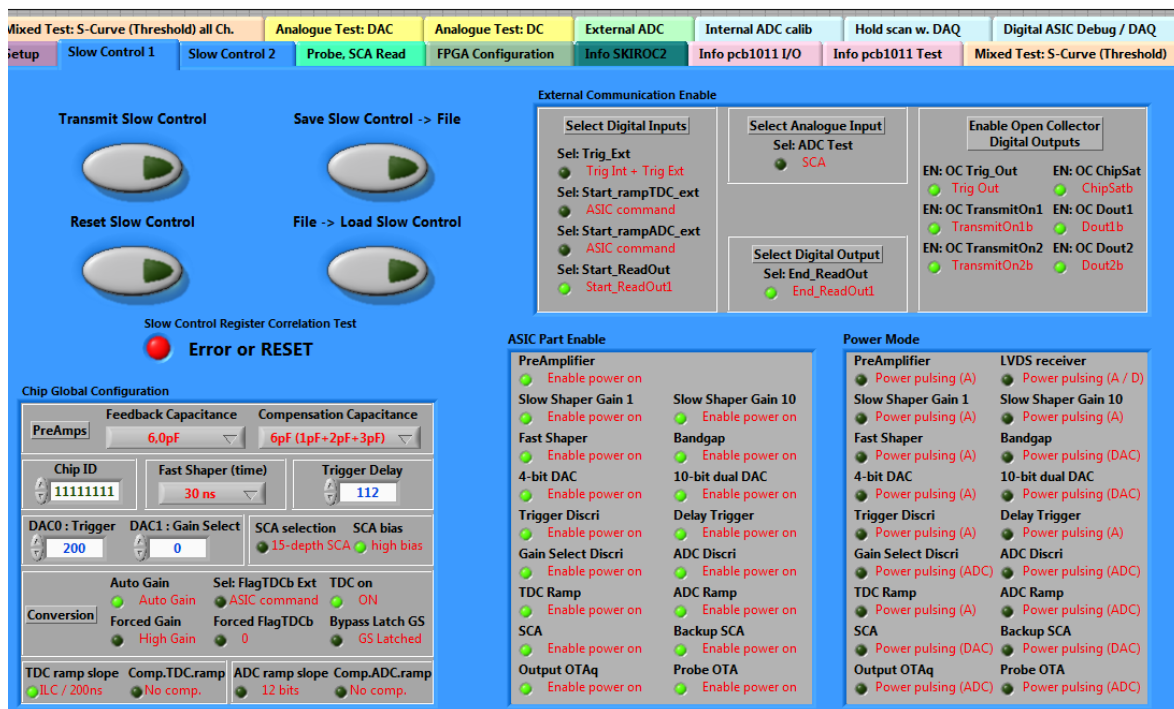 Mixed Test: S-Curve (Threshold) all Ch. Analogue Test: DAC Analogue Test: DC External ADC Internal ADC calib Hold scan w. DAQ Digital ASIC Debug / DAQ
Setup Slow Control 1 Slow Control 2 Probe, SCA Read FPGA Configuration Info SKIROC2 Info pcb1011 I/O Info pcb1011 Test Mixed Test: S-Curve (Threshold)
Transmit Slow Control Save Slow Control -> File
Reset Slow Control File -> Load Slow Control
Slow Control Register Correlation Test
Error or RESET
External Communication Enable
Select Digital Inputs
Sel: Trig_Ext
Trig Int + Trig Ext
Sel: Start_rampTDC_ext
ASIC command
Sel: Start_rampADC_ext
ASIC command
Sel: Start_ReadOut
Start_ReadOut1
Select Analogue Input
Sel: ADC Test
SCA
Select Digital Output
Sel: End_ReadOut
End_ReadOut1
Enable Open Collector
Digital Outputs
EN: OC Trig_Out EN: OC ChipSat
Trig Out ChipSatb
EN: OC TransmitOn1 EN: OC Dout1
TransmitOn1b Dout1b
EN: OC TransmitOn2 EN: OC Dout2
TransmitOn2b Dout2b
Chip Global Configuration
PreAmps
Feedback Capacitance Compensation Capacitance
6,0pF 6pF (1pF+2pF+3pF)
Chip ID Fast Shaper (time) Trigger Delay
11111111 30 ns 112
DAC0 : Trigger DAC1 : Gain Select SCA selection SCA bias
200 0 15-depth SCA high bias
Conversion
Auto Gain Sel: FlagTDCb Ext TDC on
Auto Gain ASIC command ON
Forced Gain Forced FlagTDCb Bypass Latch GS
High Gain 0 GS Latched
TDC ramp slope Comp.TDC.ramp ADC ramp slope Comp.ADC.ramp
ILC / 200ns No comp. 12 bits No comp.
ASIC Part Enable
PreAmplifier
Enable power on
Slow Shaper Gain 1 Slow Shaper Gain 10
Enable power on Enable power on
Fast Shaper Bandgap
Enable power on Enable power on
4-bit DAC 10-bit dual DAC
Enable power on Enable power on
Trigger Discri Delay Trigger
Enable power on Enable power on
Gain Select Discri ADC Discri
Enable power on Enable power on
TDC Ramp ADC Ramp
Enable power on Enable power on
SCA Backup SCA
Enable power on Enable power on
Output OTAq Probe OTA
Enable power on Enable power on
Power Mode
PreAmplifier LVDS receiver
Power pulsing (A) Power pulsing (A / D)
Slow Shaper Gain 1 Slow Shaper Gain 10
Power pulsing (A) Power pulsing (A)
Fast Shaper Bandgap
Power pulsing (A) Power pulsing (DAC)
4-bit DAC 10-bit dual DAC
Power pulsing (A) Power pulsing (DAC)
Trigger Discri Delay Trigger
Power pulsing (A) Power pulsing (A)
Gain Select Discri ADC Discri
Power pulsing (ADC) Power pulsing (ADC)
TDC Ramp ADC Ramp
Power pulsing (A) Power pulsing (ADC)
SCA Backup SCA
Power pulsing (DAC) Power pulsing (DAC)
Output OTAq Probe OTA
Power pulsing (ADC) Power pulsing (ADC)